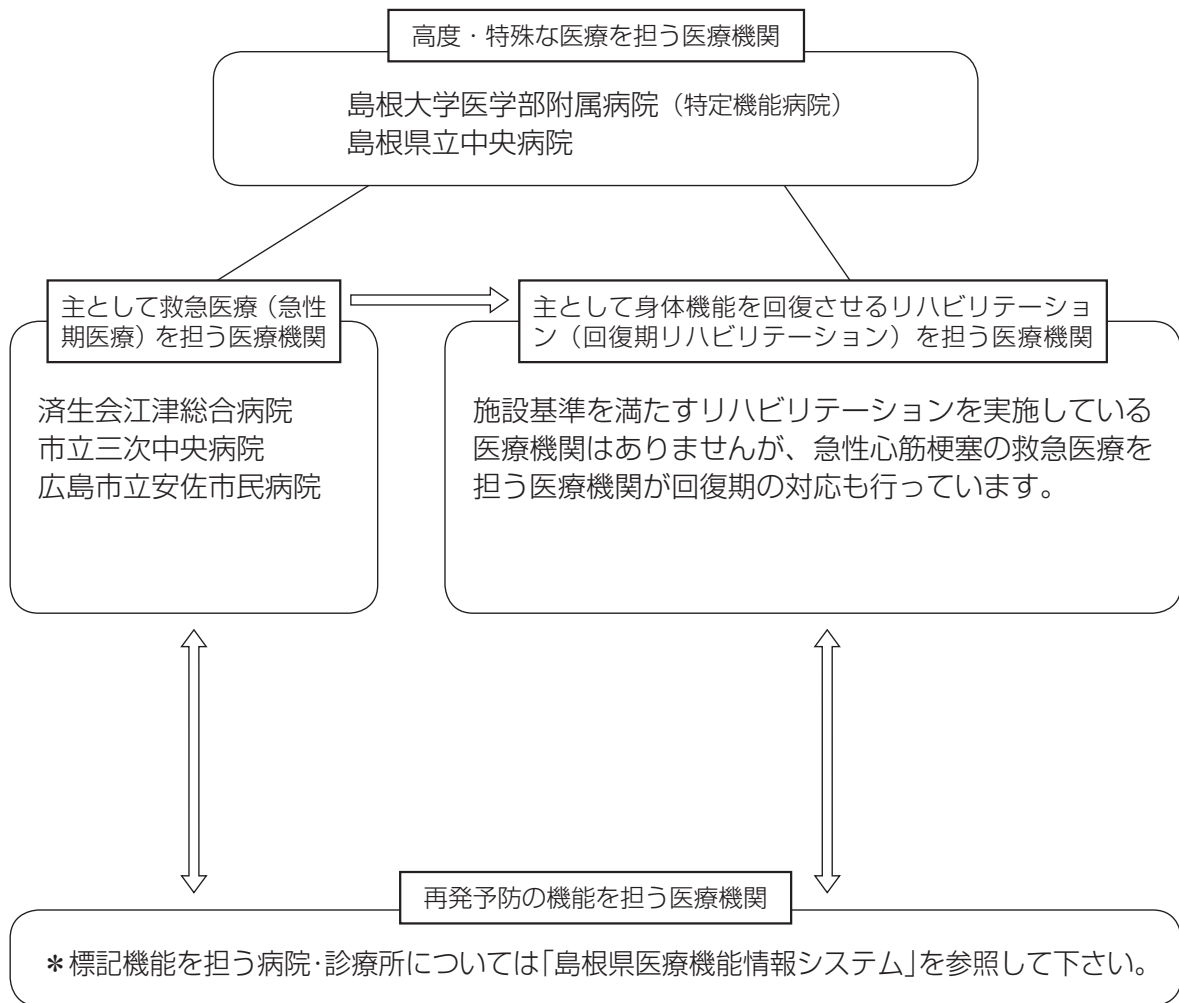 高度・特殊な医療を担う医療機関
島根大学医学部附属病院（特定機能病院）
島根県立中央病院
主として救急医療（急性
期医療）を担う医療機関
済生会江津総合病院
市立三次中央病院
広島市立安佐市民病院
主として身体機能を回復させるリハビリテーショ
ン（回復期リハビリテーション）を担う医療機関
施設基準を満たすリハビリテーションを実施している
医療機関はありませんが、急性心筋梗塞の救急医療を
担う医療機関が回復期の対応も行っています。
再発予防の機能を担う医療機関
＊標記機能を担う病院･診療所については｢島根県医療機能情報システム｣を参照して下さい。